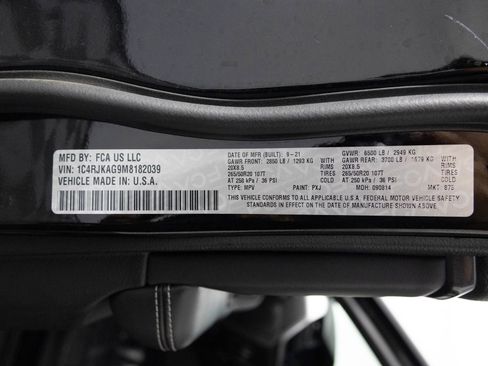 MFD BY: FCA US LLC
VIN: 1C4RJKAG9M8182039
VEHICLE MADE IN U.S.A.
DATE OF MFR (BUILT): 9-21
GAWR FRONT: 2850 LB / 1293 KG WITH
20X8.5 RIMS
265/50R20 107T TIRES
AT 250 kPa / 36 PSI COLD
TYPE: MPV PAINT: PXJ
GVWR: 6500 LB / 2949 KG
GAWR REAR: 3700 LB / 1679 KG WITH
20X8.5 RIMS
265/50R20 107T TIRES
AT 250 kPa / 36 PSI COLD
MDH: 090814 MKT:
THIS VEHICLE CONFORMS TO ALL APPLICABLE U.S.A. FEDERAL MOTOR VEHICLE SAFETY
STANDARDS IN EFFECT ON THE DATE OF MANUFACTURE SHOWN ABOVE.